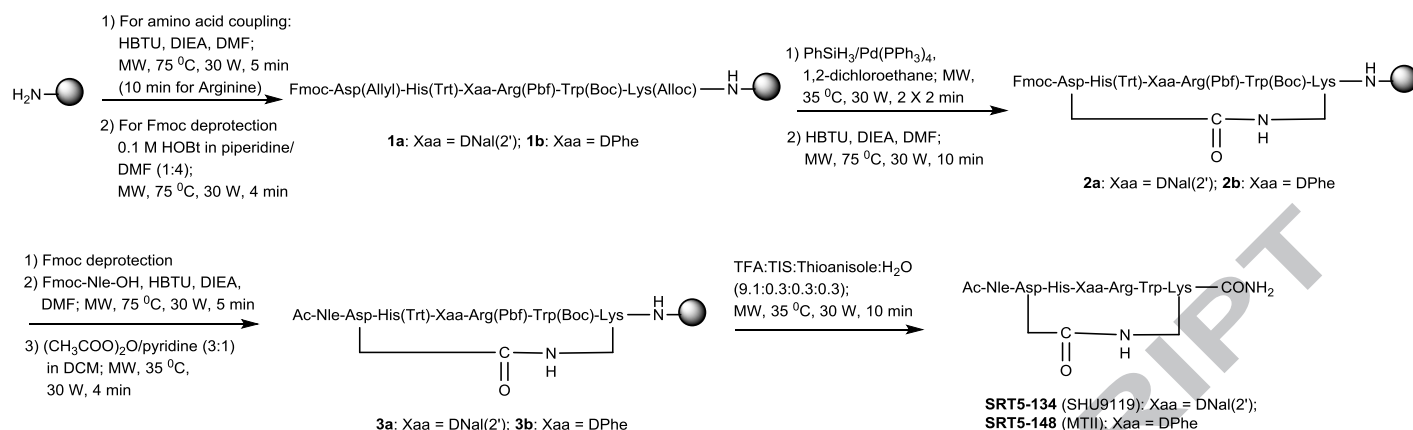 1) For amino acid coupling:
HBTU, DIEA, DMF;
MW, 75 ⁰C, 30 W, 5 min
(10 min for Arginine)
2) For Fmoc deprotection
0.1 M HOBt in piperidine/
DMF (1:4);
MW, 75 ⁰C, 30 W, 4 min
H₂N
Fmoc-Asp(Allyl)-His(Trt)-Xaa-Arg(Pbf)-Trp(Boc)-Lys(Alloc)
H
N
1a: Xaa = DNal(2'); 1b: Xaa = DPhe
1) PhSiH₃/Pd(PPh₃)₄,
1,2-dichloroethane; MW,
35 ⁰C, 30 W, 2 X 2 min
2) HBTU, DIEA, DMF;
MW, 75 ⁰C, 30 W, 10 min
Fmoc-Asp-His(Trt)-Xaa-Arg(Pbf)-Trp(Boc)-Lys
H
N
C
N
H
O
2a: Xaa = DNal(2'); 2b: Xaa = DPhe
1) Fmoc deprotection
2) Fmoc-Nle-OH, HBTU, DIEA,
DMF; MW, 75 ⁰C, 30 W, 5 min
3) (CH₃COO)₂O/pyridine (3:1)
in DCM; MW, 35 ⁰C,
30 W, 4 min
Ac-Nle-Asp-His(Trt)-Xaa-Arg(Pbf)-Trp(Boc)-Lys
H
N
C
N
H
O
3a: Xaa = DNal(2'); 3b: Xaa = DPhe
TFA:TIS:Thioanisole:H₂O
(9.1:0.3:0.3:0.3);
MW, 35 ⁰C, 30 W, 10 min
Ac-Nle-Asp-His-Xaa-Arg-Trp-Lys
CONH₂
C
N
H
O
SRT5-134 (SHU9119): Xaa = DNal(2');
SRT5-148 (MTII): Xaa = DPhe
RIPT